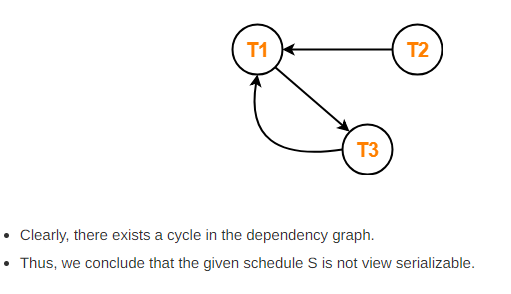 T1 T2
T3
• Clearly, there exists a cycle in the dependency graph.
• Thus, we conclude that the given schedule S is not view serializable.